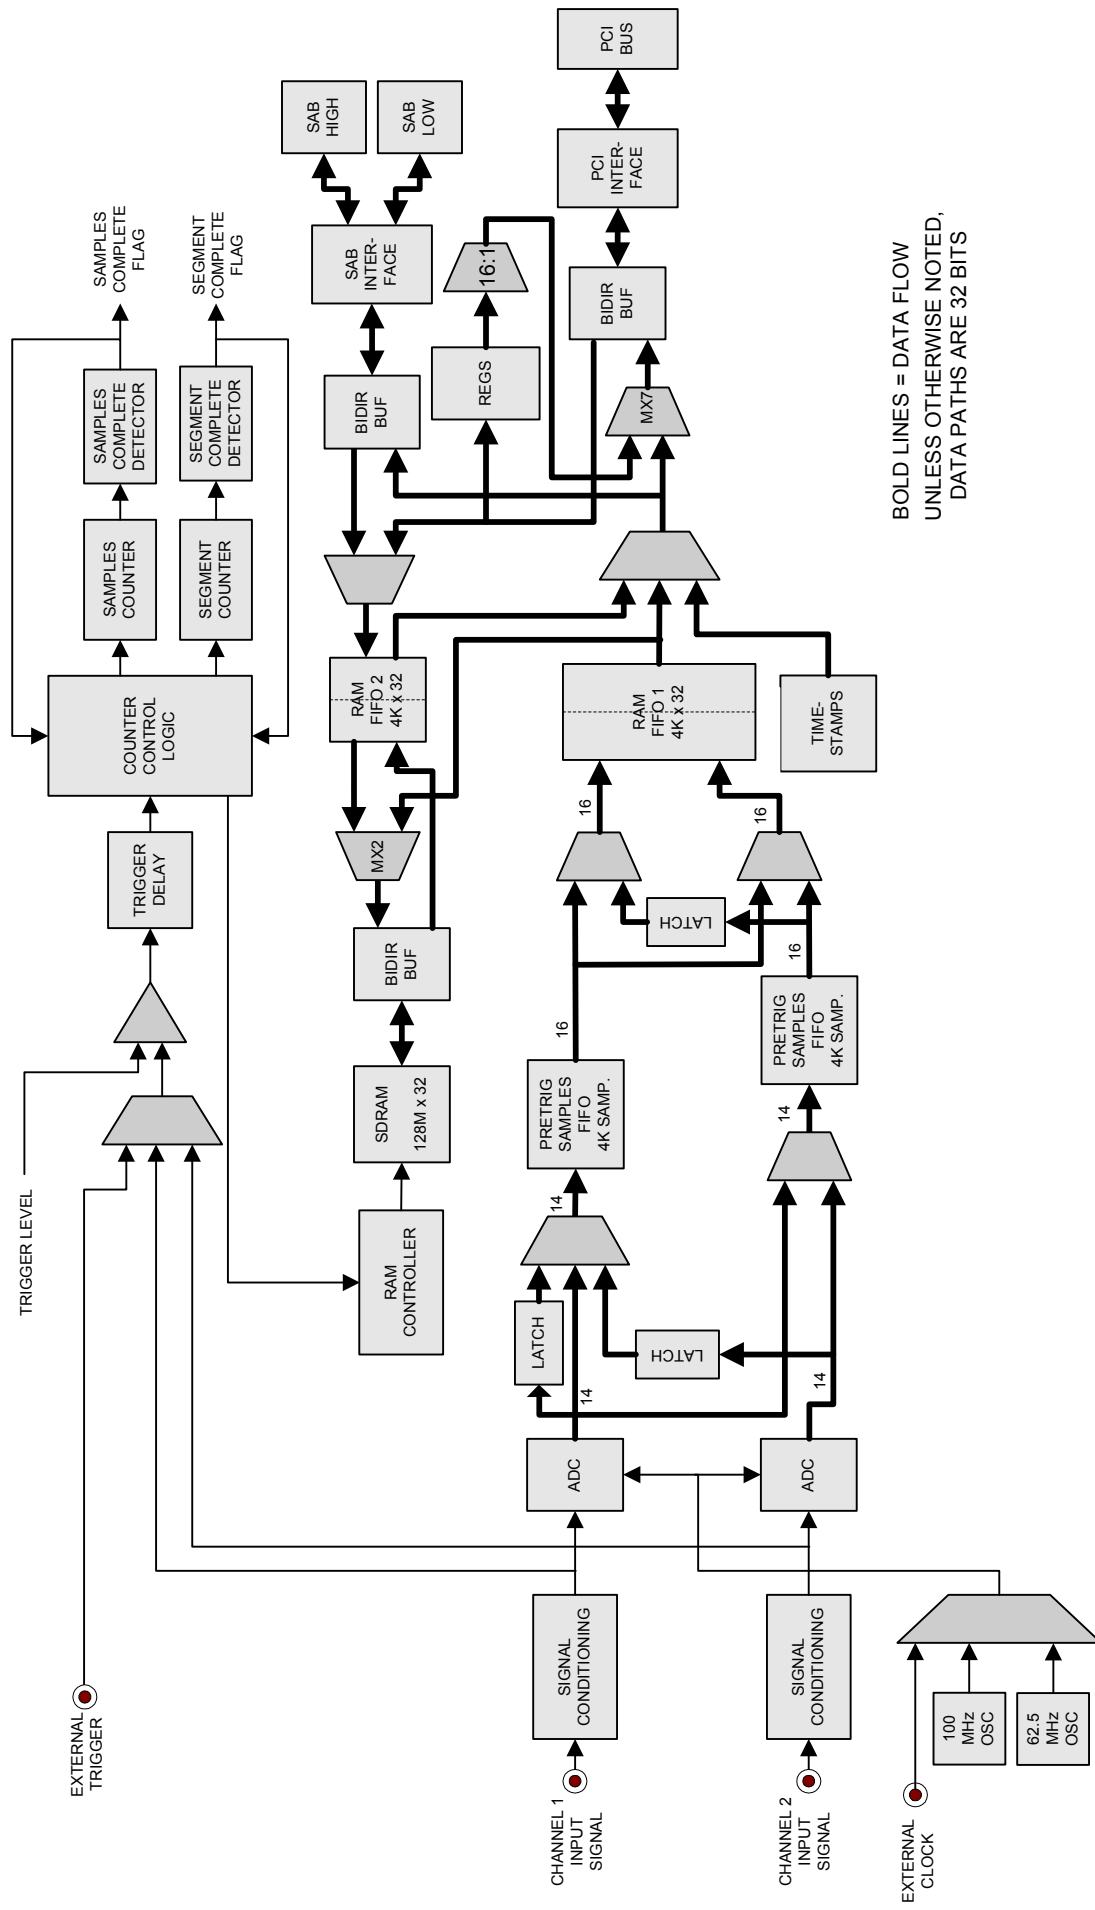 EXTERNAL
TRIGGER
TRIGGER LEVEL
TRIGGER
DELAY
COUNTER
CONTROL
LOGIC
SAMPLES
COUNTER
SAMPLES
COMPLETE
DETECTOR
SAMPLES
COMPLETE
FLAG
SEGMENT
COUNTER
SEGMENT
COMPLETE
DETECTOR
SEGMENT
COMPLETE
FLAG
RAM
CONTROLLER
SDRAM
128M x 32
BIDIR
BUF
MX2
RAM
FIFO 2
4K x 32
BIDIR
BUF
SAB
INTER-
FACE
SAB
HIGH
SAB
LOW
REGS
16:1
CHANNEL 1
INPUT
SIGNAL
SIGNAL
CONDITIONING
ADC
14
LATCH
LATCH
14
PRETRIG
SAMPLES
FIFO
4K SAMP.
16
LATCH
16
RAM
FIFO 1
4K x 32
MX7
BIDIR
BUF
PCI
INTER-
FACE
PCI
BUS
CHANNEL 2
INPUT
SIGNAL
SIGNAL
CONDITIONING
ADC
14
14
PRETRIG
SAMPLES
FIFO
4K SAMP.
16
16
TIME-
STAMPS
EXTERNAL
CLOCK
100
MHz
OSC
62.5
MHz
OSC
BOLD LINES = DATA FLOW
UNLESS OTHERWISE NOTED,
DATA PATHS ARE 32 BITS